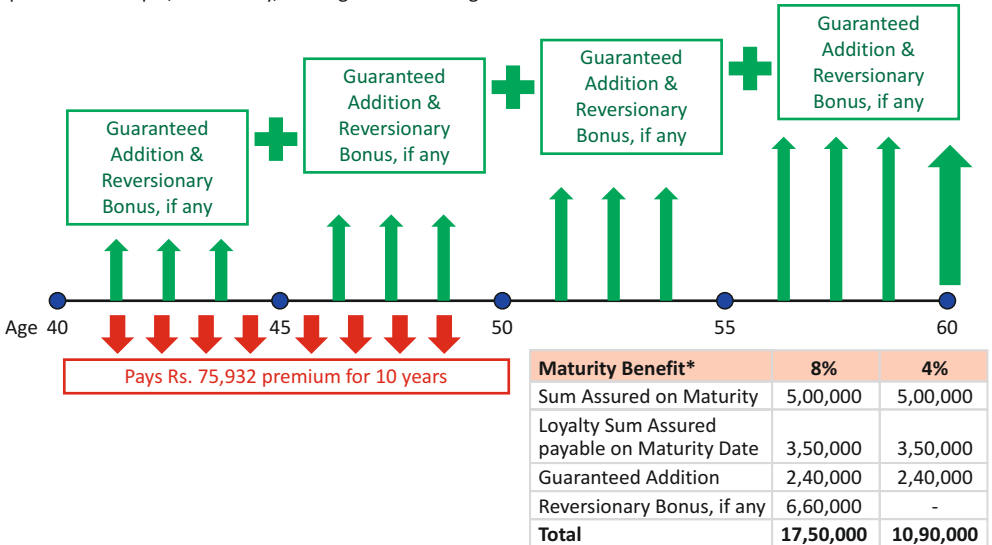 Guaranteed
Addition &
Reversionary
Bonus, if any
Guaranteed
Addition &
Reversionary
Bonus, if any
Guaranteed
Addition &
Reversionary
Bonus, if any
Guaranteed
Addition &
Reversionary
Bonus, if any
Age 40 45 50 55 60
Pays Rs. 75,932 premium for 10 years
Maturity Benefit* 8% 4%
Sum Assured on Maturity 5,00,000 5,00,000
Loyalty Sum Assured
payable on Maturity Date 3,50,000 3,50,000
Guaranteed Addition 2,40,000 2,40,000
Reversionary Bonus, if any 6,60,000 -
Total 17,50,000 10,90,000